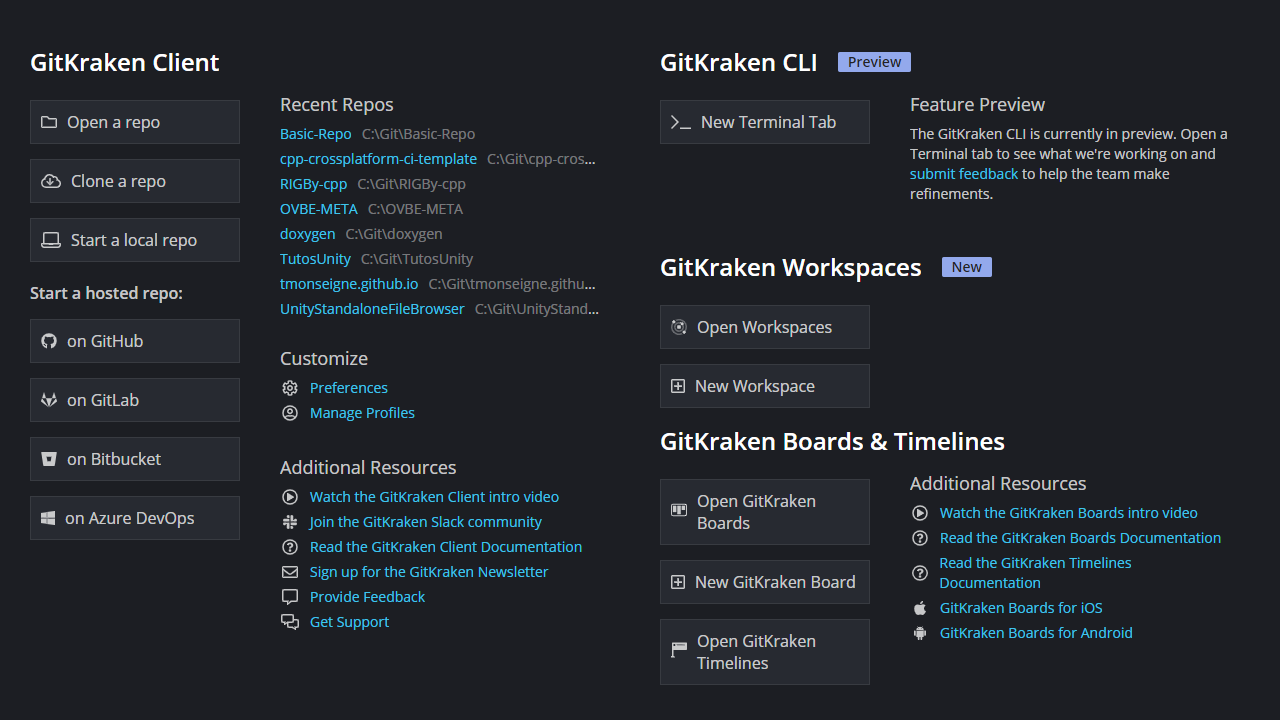 GitKraken Client
Open a repo
Clone a repo
Start a local repo
Start a hosted repo:
on GitHub
on GitLab
on Bitbucket
on Azure DevOps
Recent Repos
Basic-Repo C:\Git\Basic-Repo
cpp-crossplatform-ci-template C:\Git\cpp-cros...
RIGBy-cpp C:\Git\RIGBy-cpp
OVBE-META C:\OVBE-META
doxygen C:\Git\doxygen
TutosUnity C:\Git\TutosUnity
tmonseigne.github.io C:\Git\tmonseigne.githu...
UnityStandaloneFileBrowser C:\Git\UnityStand...
Customize
Preferences
Manage Profiles
Additional Resources
Watch the GitKraken Client intro video
Join the GitKraken Slack community
Read the GitKraken Client Documentation
Sign up for the GitKraken Newsletter
Provide Feedback
Get Support
GitKraken CLI Preview
New Terminal Tab
Feature Preview
The GitKraken CLI is currently in preview. Open a
Terminal tab to see what we're working on and
submit feedback to help the team make
refinements.
GitKraken Workspaces New
Open Workspaces
New Workspace
GitKraken Boards & Timelines
Open GitKraken
Boards
New GitKraken Board
Open GitKraken
Timelines
Additional Resources
Watch the GitKraken Boards intro video
Read the GitKraken Boards Documentation
Read the GitKraken Timelines
Documentation
GitKraken Boards for iOS
GitKraken Boards for Android